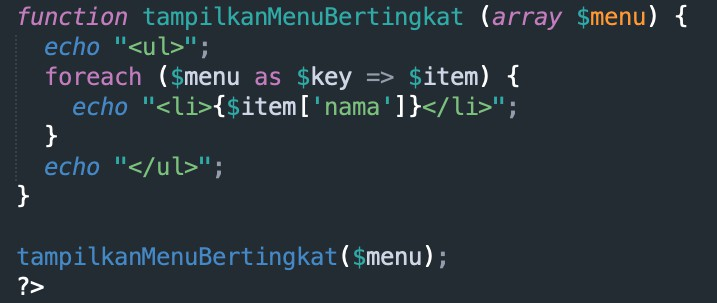 function tampilkanMenuBertingkat (array $menu) {
  echo "<ul>";
  foreach ($menu as $key => $item) {
    echo "<li>{$item['nama']}</li>";
  }
  echo "</ul>";
}

tampilkanMenuBertingkat($menu);
?>